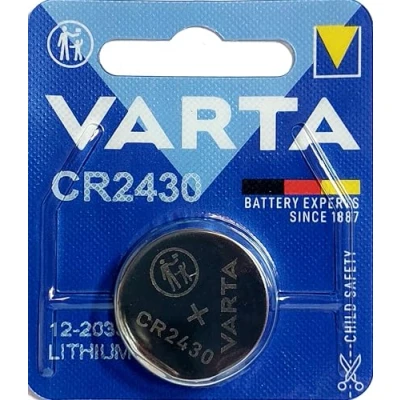 VARTA
CR2430
BATTERY EXPERTS
SINCE 1887
CHILD SAFETY
VARTA
+
CR2430
LITHIUM